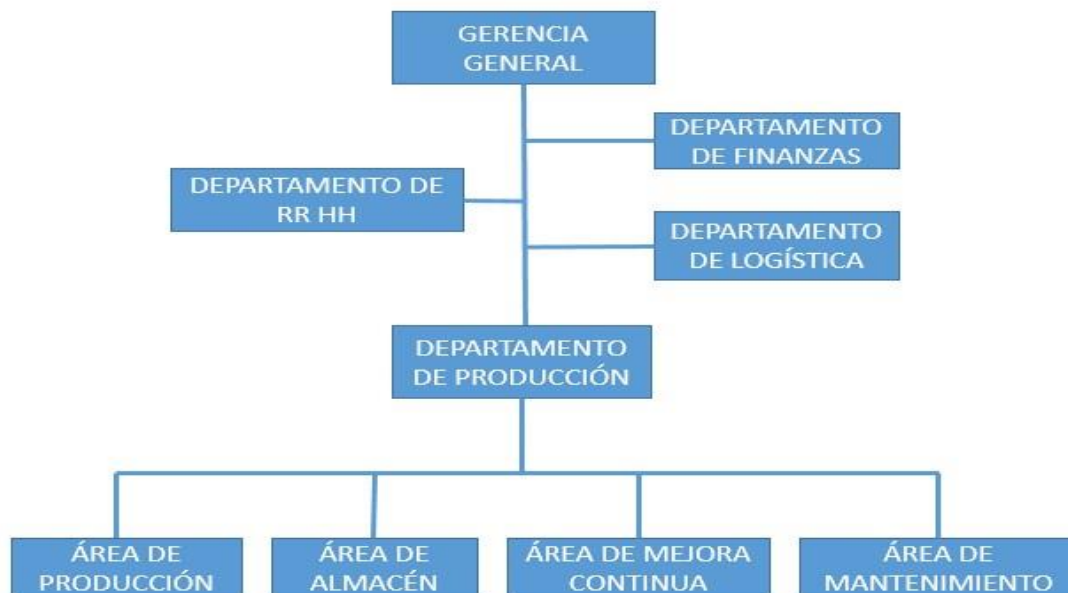 GERENCIA
GENERAL
DEPARTAMENTO
DE FINANZAS
DEPARTAMENTO DE
RR HH
DEPARTAMENTO
DE LOGÍSTICA
DEPARTAMENTO
DE PRODUCCIÓN
ÁREA DE
PRODUCCIÓN
ÁREA DE
ALMACÉN
ÁREA DE MEJORA
CONTINUA
ÁREA DE
MANTENIMIENTO